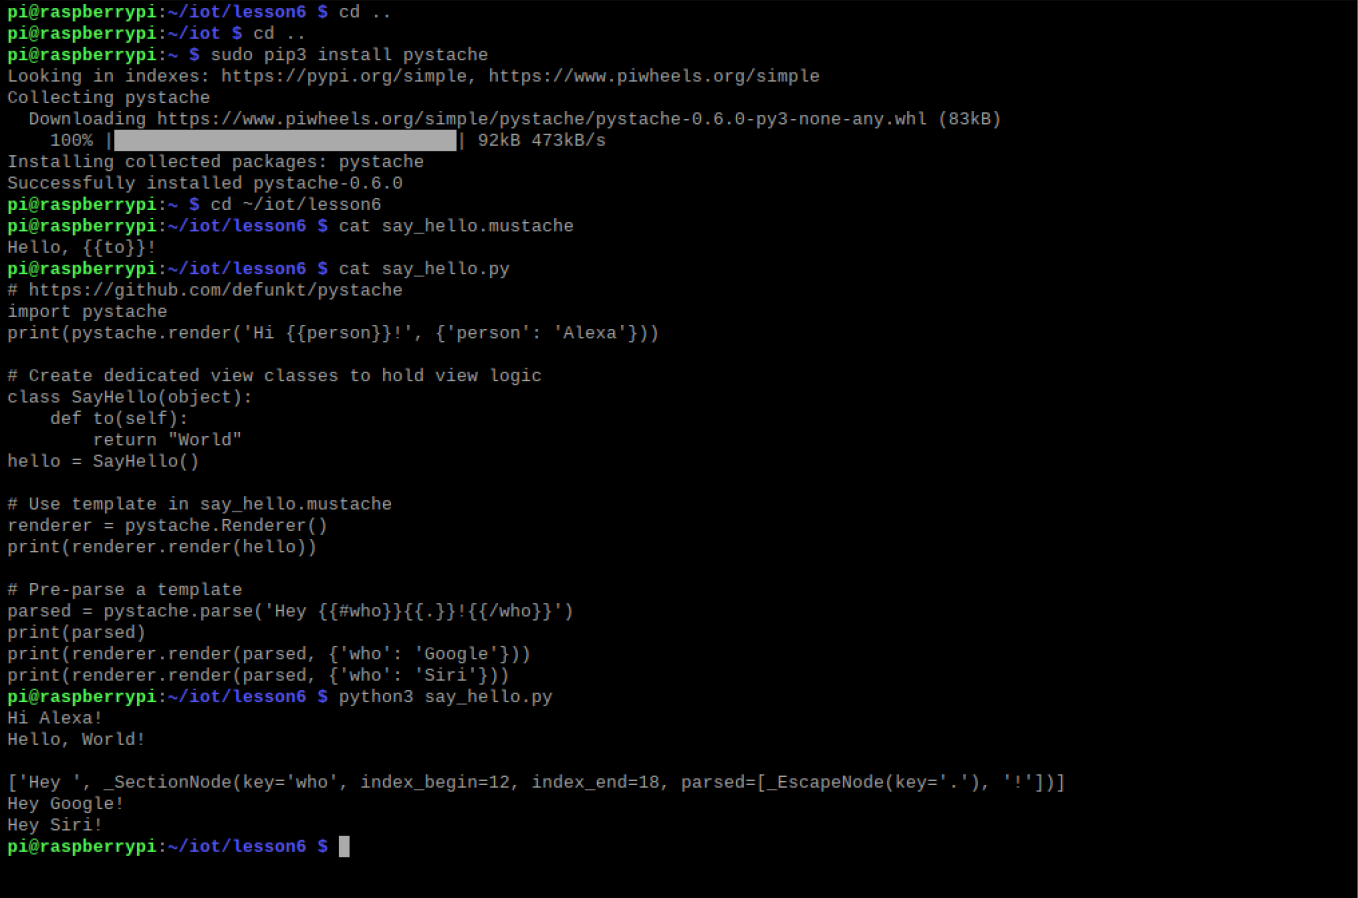 pi@raspberrypi:~/iot/lesson6 $ cd ..
pi@raspberrypi:~/iot $ cd ..
pi@raspberrypi:~ $ sudo pip3 install pystache
Looking in indexes: https://pypi.org/simple, https://www.piwheels.org/simple
Collecting pystache
  Downloading https://www.piwheels.org/simple/pystache/pystache-0.6.0-py3-none-any.whl (83kB)
    100% |████████████████████████████████| 92kB 473kB/s
Installing collected packages: pystache
Successfully installed pystache-0.6.0
pi@raspberrypi:~ $ cd ~/iot/lesson6
pi@raspberrypi:~/iot/lesson6 $ cat say_hello.mustache
Hello, {{to}}!
pi@raspberrypi:~/iot/lesson6 $ cat say_hello.py
# https://github.com/defunkt/pystache
import pystache
print(pystache.render('Hi {{person}}!', {'person': 'Alexa'}))

# Create dedicated view classes to hold view logic
class SayHello(object):
    def to(self):
        return "World"
hello = SayHello()

# Use template in say_hello.mustache
renderer = pystache.Renderer()
print(renderer.render(hello))

# Pre-parse a template
parsed = pystache.parse('Hey {{#who}}{{.}}!{{/who}}')
print(parsed)
print(renderer.render(parsed, {'who': 'Google'}))
print(renderer.render(parsed, {'who': 'Siri'}))
pi@raspberrypi:~/iot/lesson6 $ python3 say_hello.py
Hi Alexa!
Hello, World!

['Hey ', _SectionNode(key='who', index_begin=12, index_end=18, parsed=[_EscapeNode(key='.'), '!'])]
Hey Google!
Hey Siri!
pi@raspberrypi:~/iot/lesson6 $